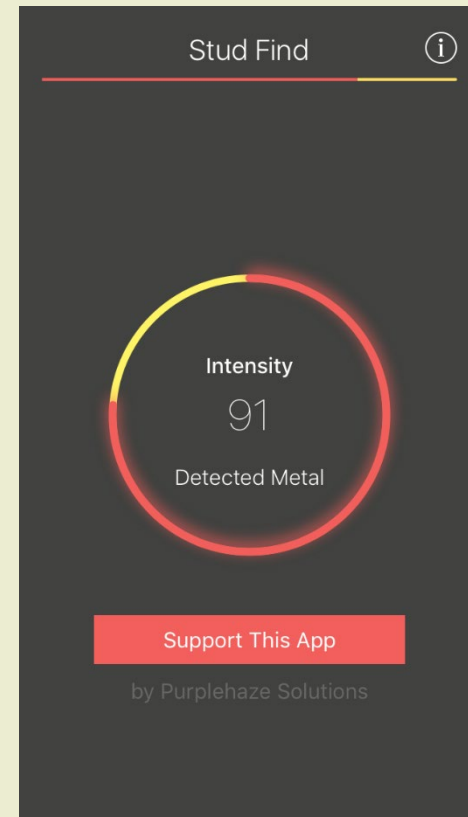 Stud Find
i
Intensity
91
Detected Metal
Support This App
by Purplehaze Solutions